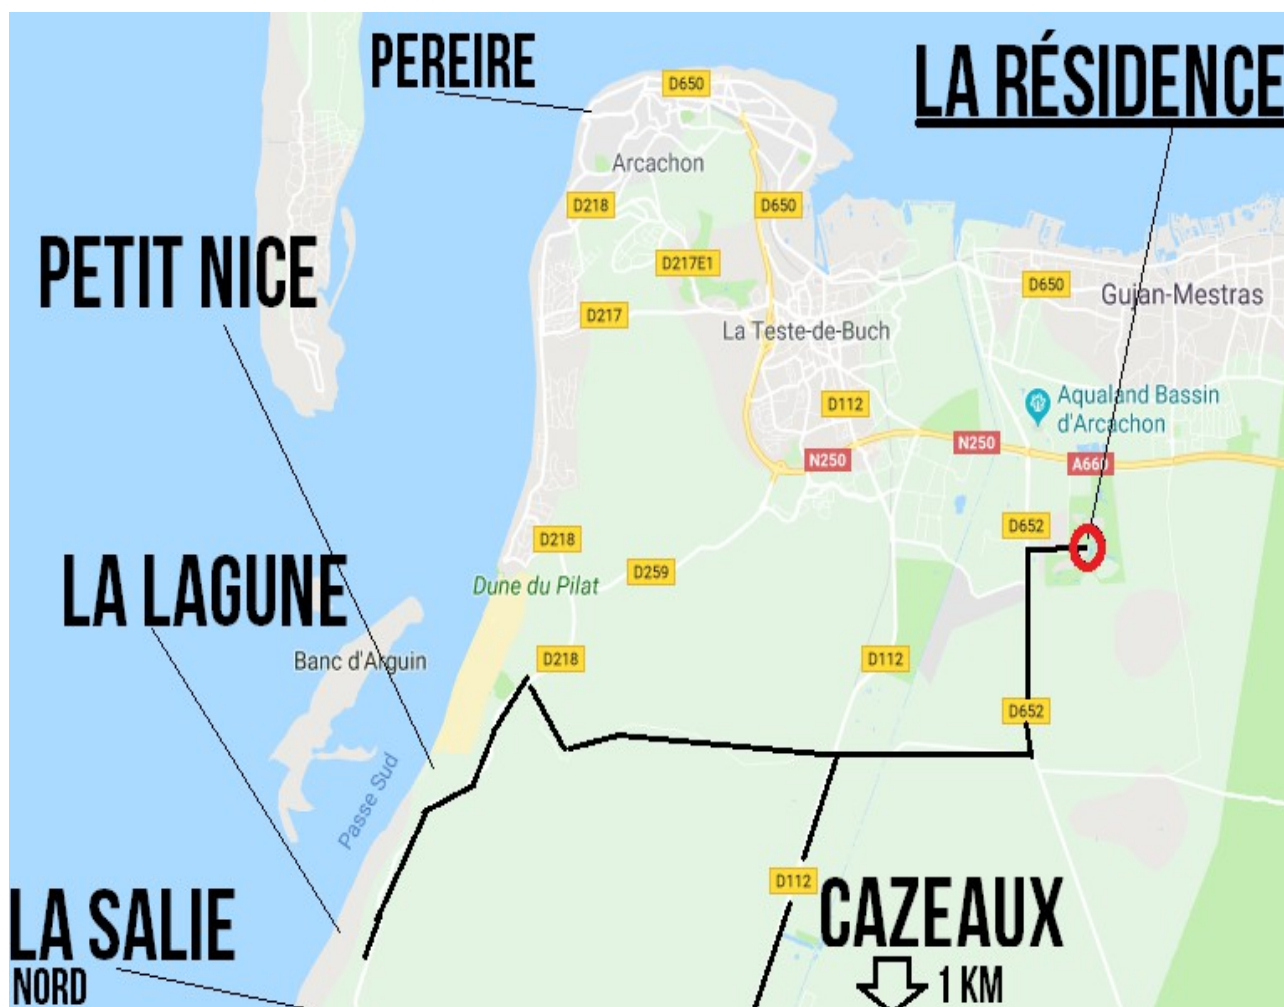 PEREIRE
D650
LA RÉSIDENCE
Arcachon
D218
D650
PETIT NICE
D217E1
D650
Gujan-Mestras
D217
La Teste-de-Buch
D112
Aqualand Bassin
d'Arcachon
N250
N250
A660
D218
D652
Dune du Pilat
D259
LA LAGUNE
Banc d'Arguin
D218
D112
D652
Passe Sud
D112
CAZEAUX
1 KM
LA SALIE
NORD